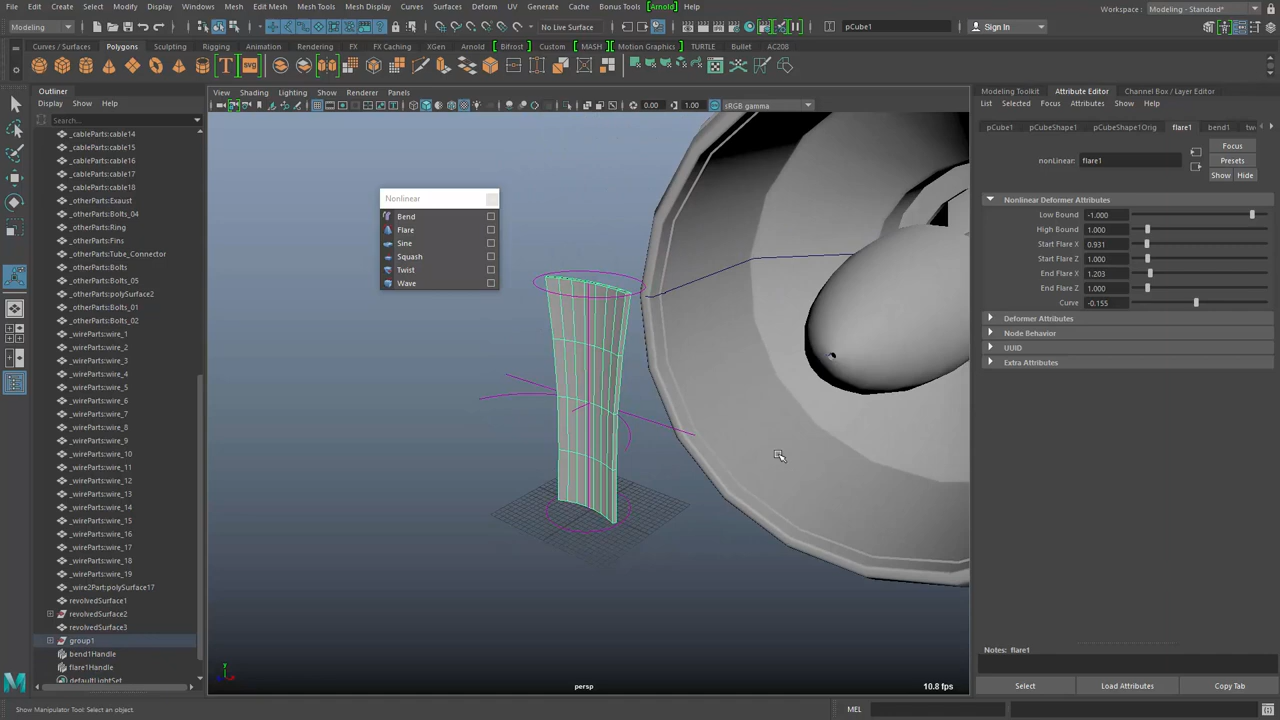 File Edit Create Select Modify Display Windows Mesh Edit Mesh Mesh Tools Mesh Display Curves Surfaces Deform UV Generate Cache Bonus Tools Arnold Help
Workspace : Modeling - Standard*
Modeling
No Live Surface
pCube1
Sign In
Curves / Surfaces Polygons Sculpting Rigging Animation Rendering FX FX Caching XGen Arnold Bifrost Custom MASH Motion Graphics TURTLE Bullet AC208
T svg
Outliner
Display Show Help
Search...
_cableParts:cable14
_cableParts:cable15
_cableParts:cable16
_cableParts:cable17
_cableParts:cable18
_otherParts:Exaust
_otherParts:Bolts_04
_otherParts:Ring
_otherParts:Fins
_otherParts:Tube_Connector
_otherParts:Bolts
_otherParts:Bolts_05
_otherParts:polySurface2
_otherParts:Bolts_01
_otherParts:Bolts_02
_wireParts:wire_1
_wireParts:wire_2
_wireParts:wire_3
_wireParts:wire_4
_wireParts:wire_5
_wireParts:wire_6
_wireParts:wire_7
_wireParts:wire_8
_wireParts:wire_9
_wireParts:wire_10
_wireParts:wire_11
_wireParts:wire_12
_wireParts:wire_13
_wireParts:wire_14
_wireParts:wire_15
_wireParts:wire_16
_wireParts:wire_17
_wireParts:wire_18
_wireParts:wire_19
_wire2Part:polySurface17
revolvedSurface1
revolvedSurface2
revolvedSurface3
group1
bend1Handle
flare1Handle
defaultLightSet
View Shading Lighting Show Renderer Panels
0.00 1.00 sRGB gamma
Nonlinear
Bend
Flare
Sine
Squash
Twist
Wave
persp
10.8 fps
Modeling Toolkit Attribute Editor Channel Box / Layer Editor
List Selected Focus Attributes Show Help
pCube1 pCubeShape1 pCubeShape1Orig flare1 bend1
nonLinear: flare1
Focus
Presets
Show Hide
Nonlinear Deformer Attributes
Low Bound -1.000
High Bound 1.000
Start Flare X 0.931
Start Flare Z 1.000
End Flare X 1.203
End Flare Z 1.000
Curve -0.155
Deformer Attributes
Node Behavior
UUID
Extra Attributes
Notes: flare1
Select Load Attributes Copy Tab
Show Manipulator Tool: Select an object.
MEL